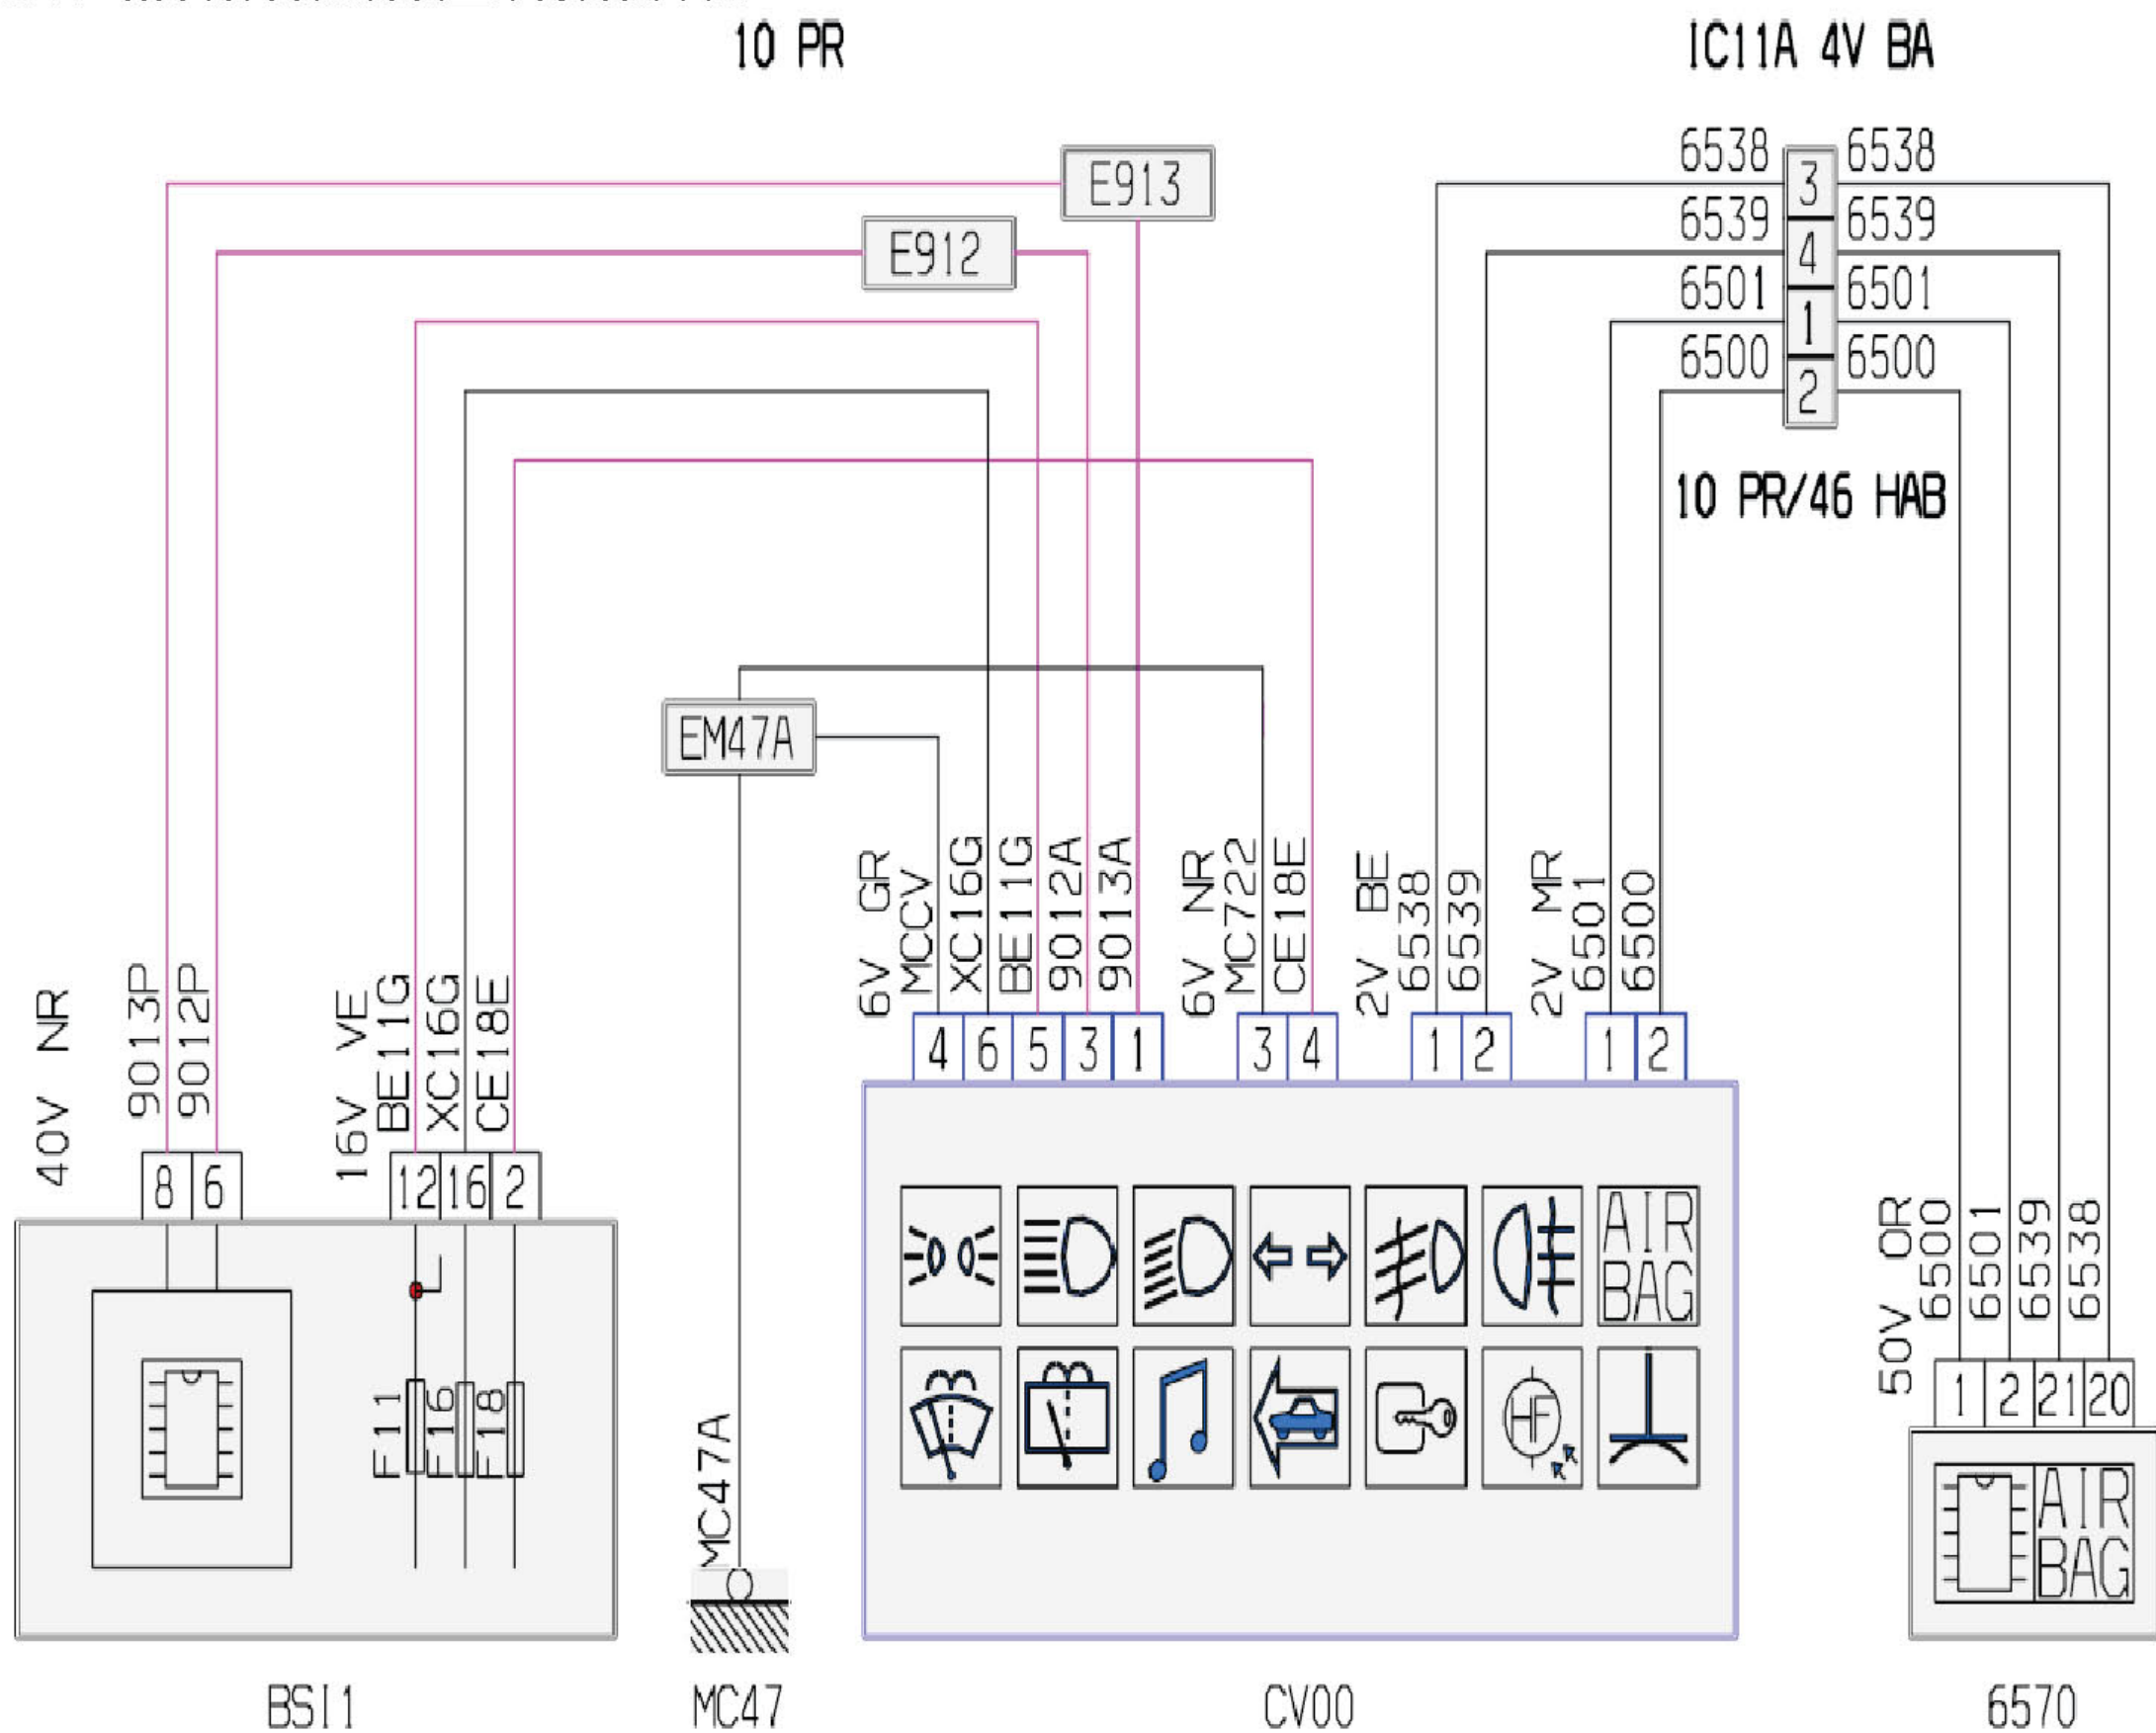 10 PR
IC11A 4V BA
6538 3 6538
6539 4 6539
6501 1 6501
6500 2 6500
10 PR/46 HAB
E913
E912
EM47A
40V NR
9013P
9012P
8 6
16V VE
BE11G
XC16G
CE18E
12 16 2
F11
F16
F18
BSI1
MC47A
MC47
6V GR
MCCV
XC16G
BE11G
9012A
9013A
4 6 5 3 1
6V NR
MC722
CE18E
3 4
2V BE
6538
6539
1 2
2V MR
6501
6500
1 2
AIR
BAG
HF
CV00
50V OR
6500
6501
6539
6538
1 2 21 20
AIR
BAG
6570